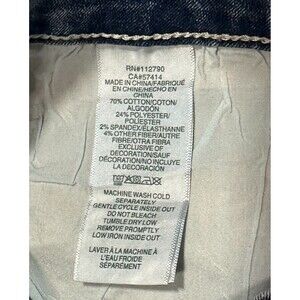 RN#112790
CA#57414
MADE IN CHINA/FABRIQUÉ
EN CHINE/HECHO EN
CHINA
70% COTTON/COTON/
ALGODÓN
24% POLYESTER/
POLIÉSTER
2% SPANDEX/ELASTHANNE
4% OTHER FIBER/AUTRE
FIBRE/OTRA FIBRA
EXCLUSIVE OF
DECORATION/SAUF
DÉCORATION/NO INCLUYE
LA DECORACIÓN
MACHINE WASH COLD
SEPARATELY
GENTLE CYCLE INSIDE OUT
DO NOT BLEACH
TUMBLE DRY LOW
REMOVE PROMPTLY
LOW IRON INSIDE OUT
LAVER À LA MACHINE À
L'EAU FROIDE
SÉPARÉMENT